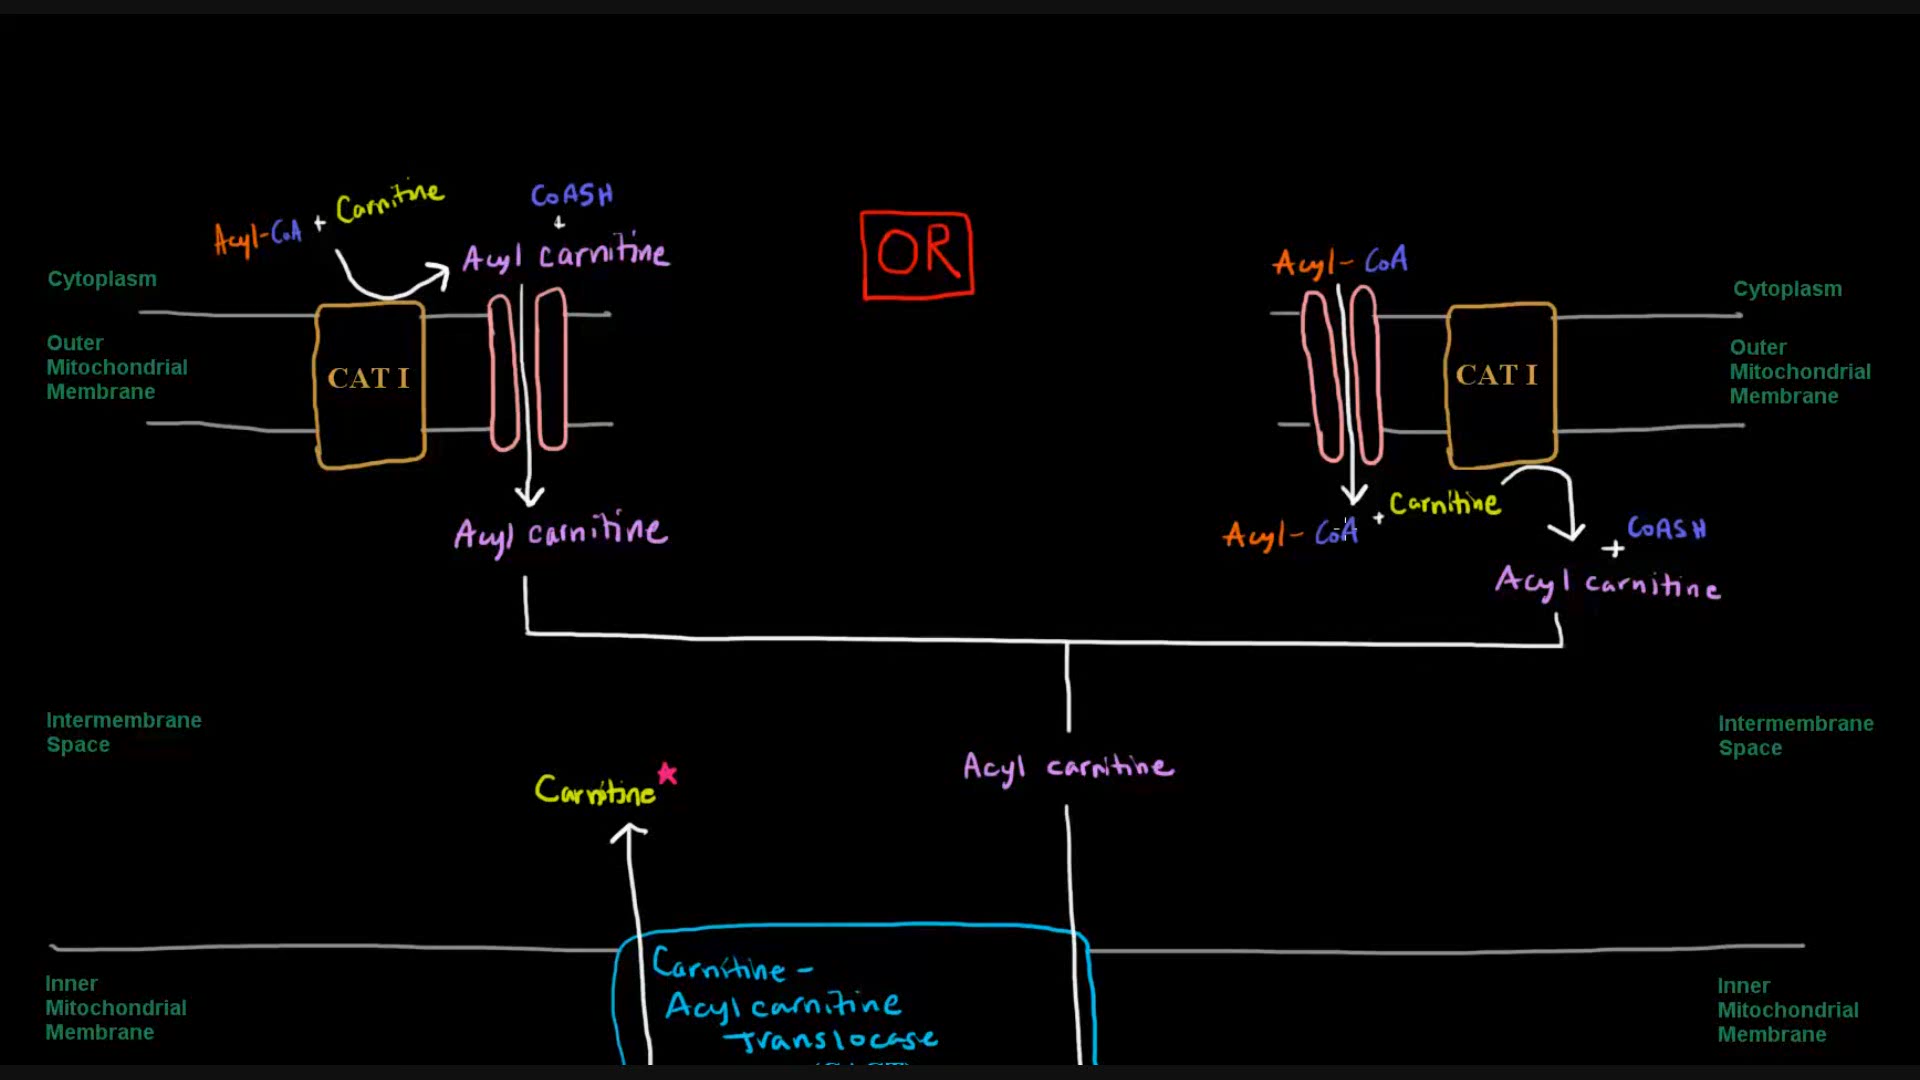 Acyl-CoA + Carnitine
CoASH
+
Acyl carnitine
OR
Acyl-CoA
Cytoplasm
Cytoplasm
Outer
Mitochondrial
Membrane
CAT I
CAT I
Outer
Mitochondrial
Membrane
Acyl carnitine
Acyl-CoA + Carnitine
+ CoASH
Acyl carnitine
Intermembrane
Space
Intermembrane
Space
Carnitine
Acyl carnitine
Inner
Mitochondrial
Membrane
Carnitine-
Acyl carnitine
Translocase
Inner
Mitochondrial
Membrane